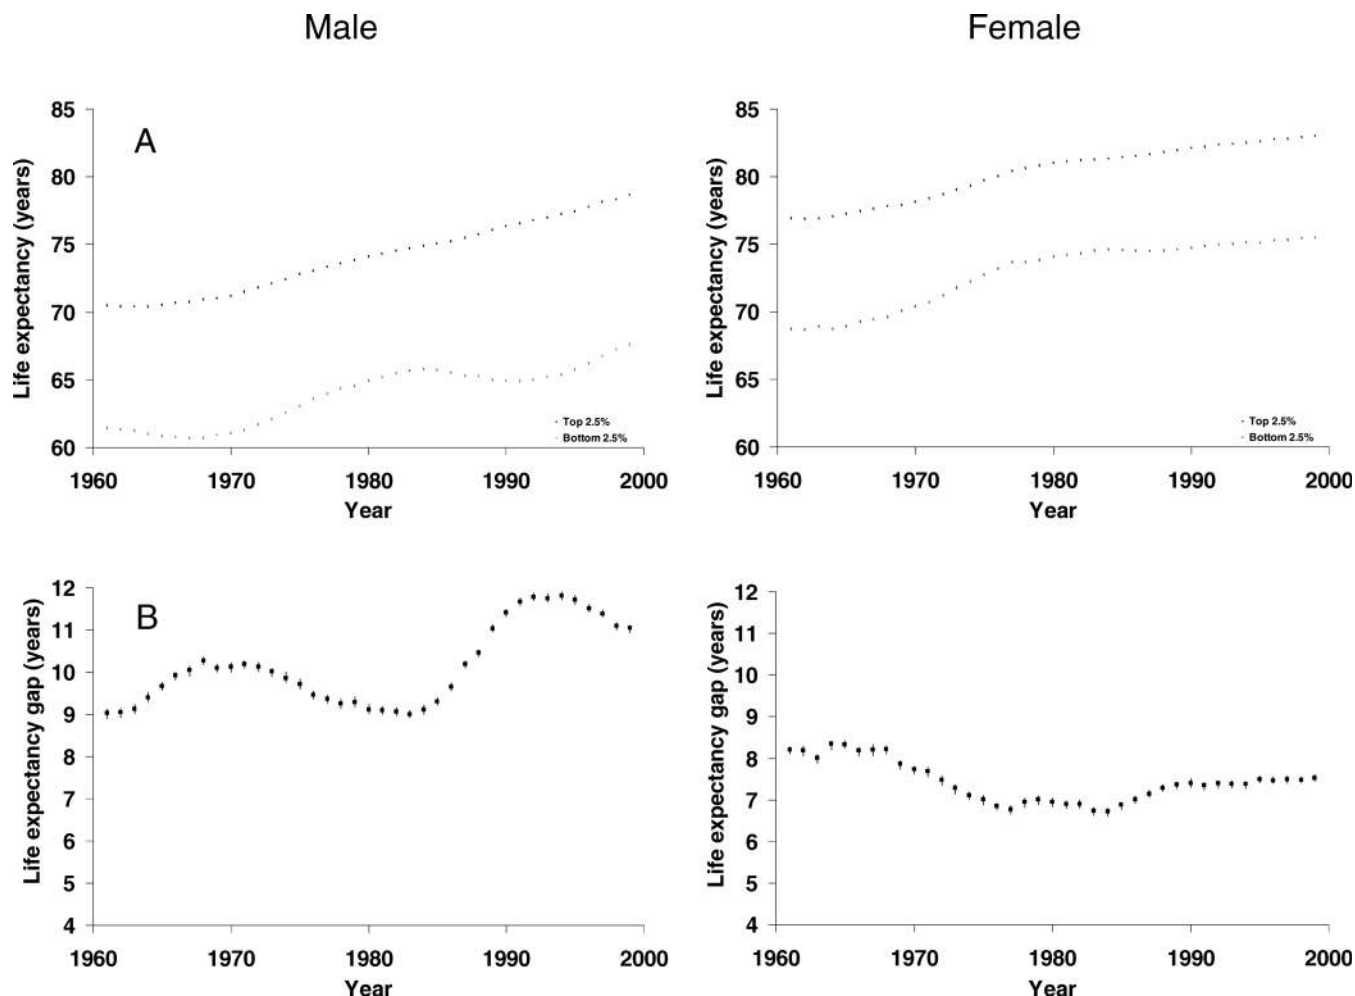 Male
Female
A
Life expectancy (years)
85
80
75
70
65
60
Top 2.5%
Bottom 2.5%
1960 1970 1980 1990 2000
Year
Life expectancy (years)
85
80
75
70
65
60
Top 2.5%
Bottom 2.5%
1960 1970 1980 1990 2000
Year
B
Life expectancy gap (years)
12
11
10
9
8
7
6
5
4
1960 1970 1980 1990 2000
Year
Life expectancy gap (years)
12
11
10
9
8
7
6
5
4
1960 1970 1980 1990 2000
Year